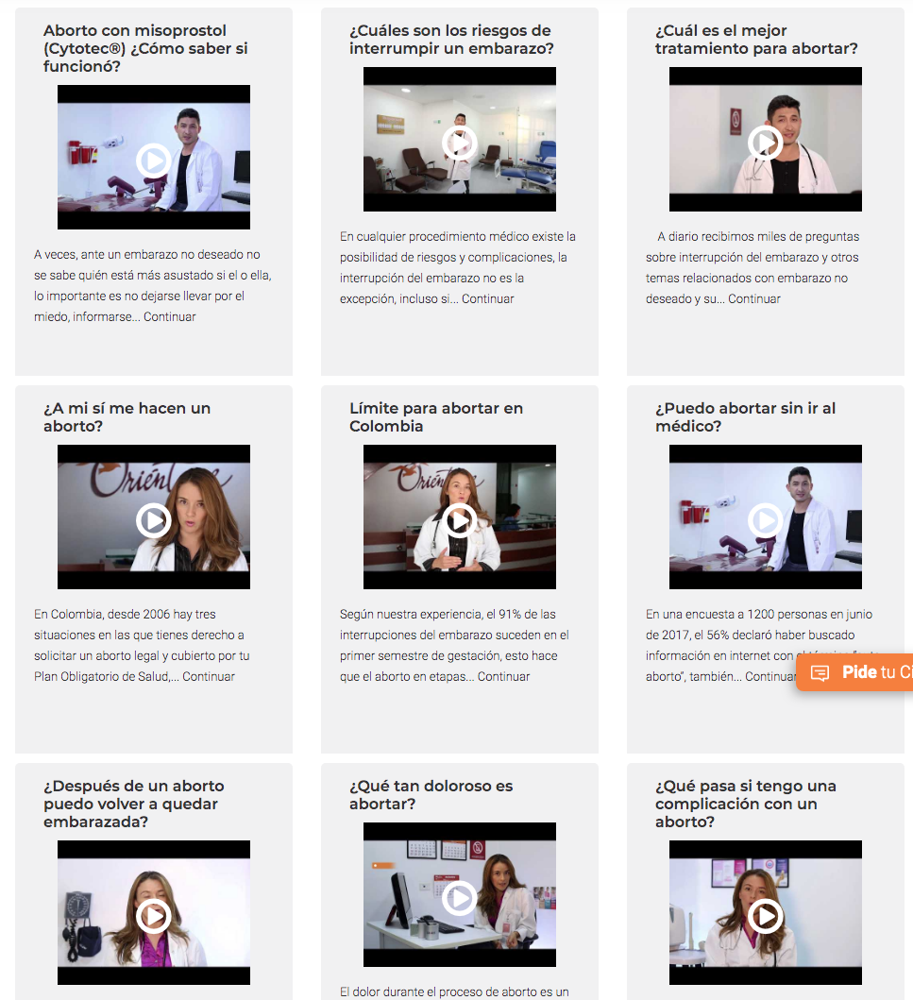 Aborto con misoprostol
(Cytotec®) ¿Cómo saber si
funcionó?
A veces, ante un embarazo no deseado no
se sabe quién está más asustado si el o ella,
lo importante es no dejarse llevar por el
miedo, informarse... Continuar
¿Cuáles son los riesgos de
interrumpir un embarazo?
En cualquier procedimiento médico existe la
posibilidad de riesgos y complicaciones, la
interrupción del embarazo no es la
excepción, incluso si... Continuar
¿Cuál es el mejor
tratamiento para abortar?
A diario recibimos miles de preguntas
sobre interrupción del embarazo y otros
temas relacionados con embarazo no
deseado y su... Continuar
¿A mi sí me hacen un
aborto?
Orién
En Colombia, desde 2006 hay tres
situaciones en las que tienes derecho a
solicitar un aborto legal y cubierto por tu
Plan Obligatorio de Salud,... Continuar
Límite para abortar en
Colombia
Orién
Según nuestra experiencia, el 91% de las
interrupciones del embarazo suceden en el
primer semestre de gestación, esto hace
que el aborto en etapas... Continuar
¿Puedo abortar sin ir al
médico?
En una encuesta a 1200 personas en junio
de 2017, el 56% declaró haber buscado
información en internet con
aborto”, también... Continuar
Pide tu Ci
¿Después de un aborto
puedo volver a quedar
embarazada?
¿Qué tan doloroso es
abortar?
El dolor durante el proceso de aborto es un
¿Qué pasa si tengo una
complicación con un
aborto?